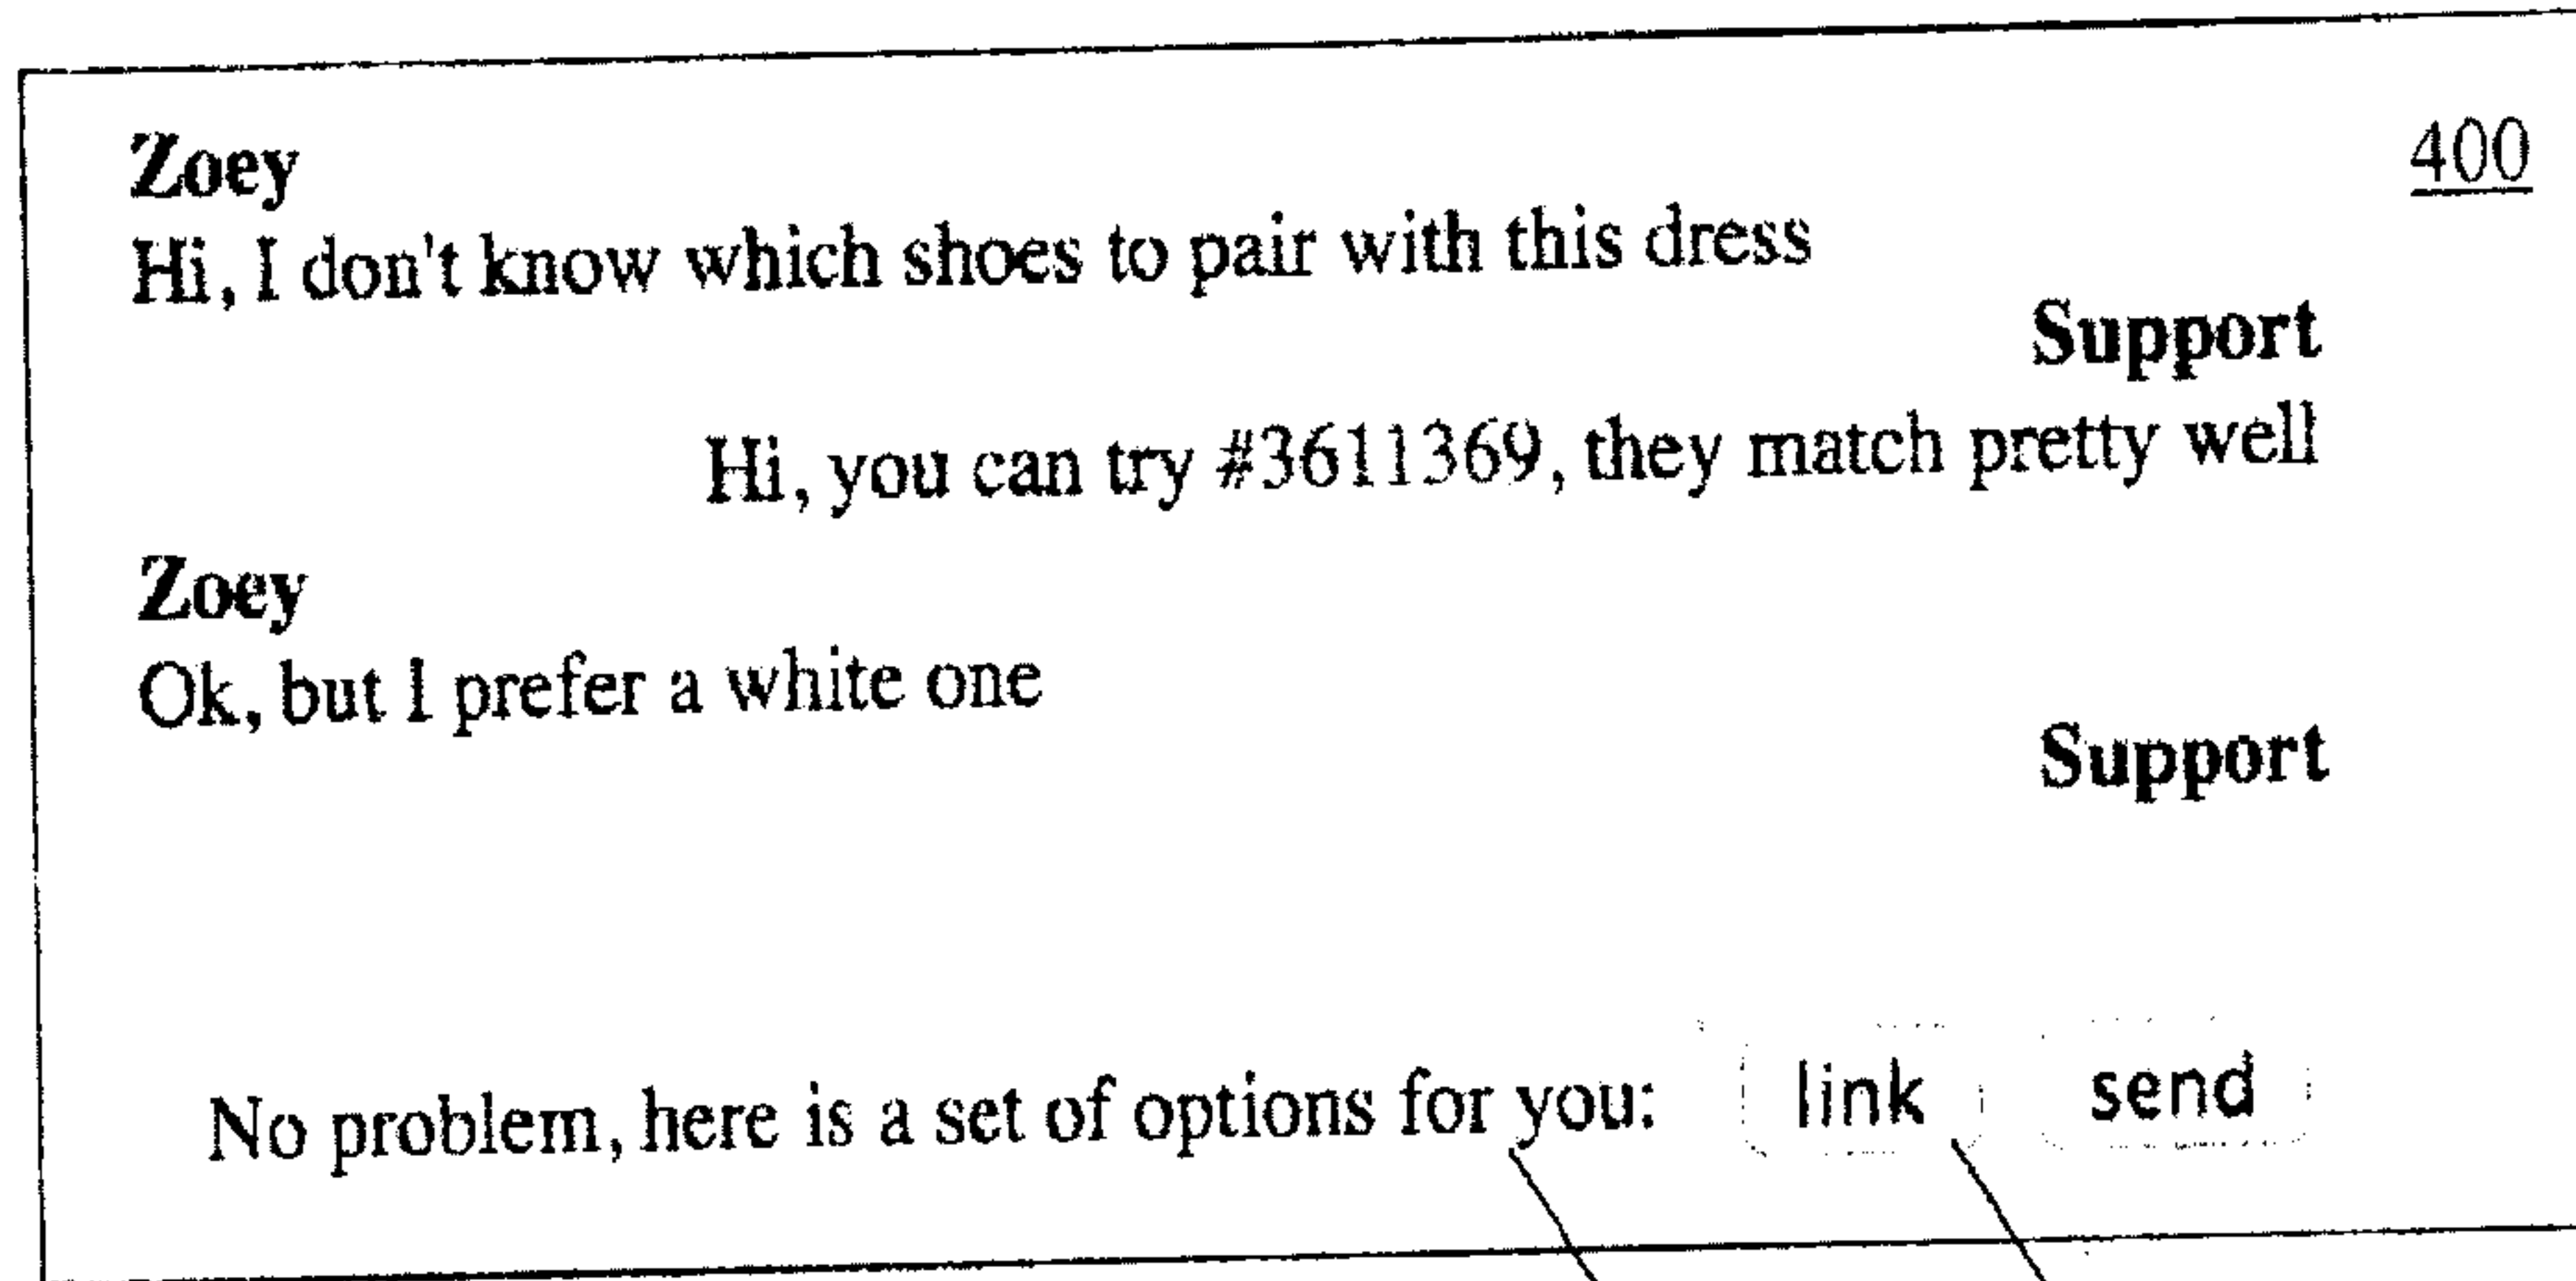 Zoey
400
Hi, I don't know which shoes to pair with this dress
Support
Hi, you can try #3611369, they match pretty well
Zoey
Ok, but I prefer a white one
Support
No problem, here is a set of options for you: link send